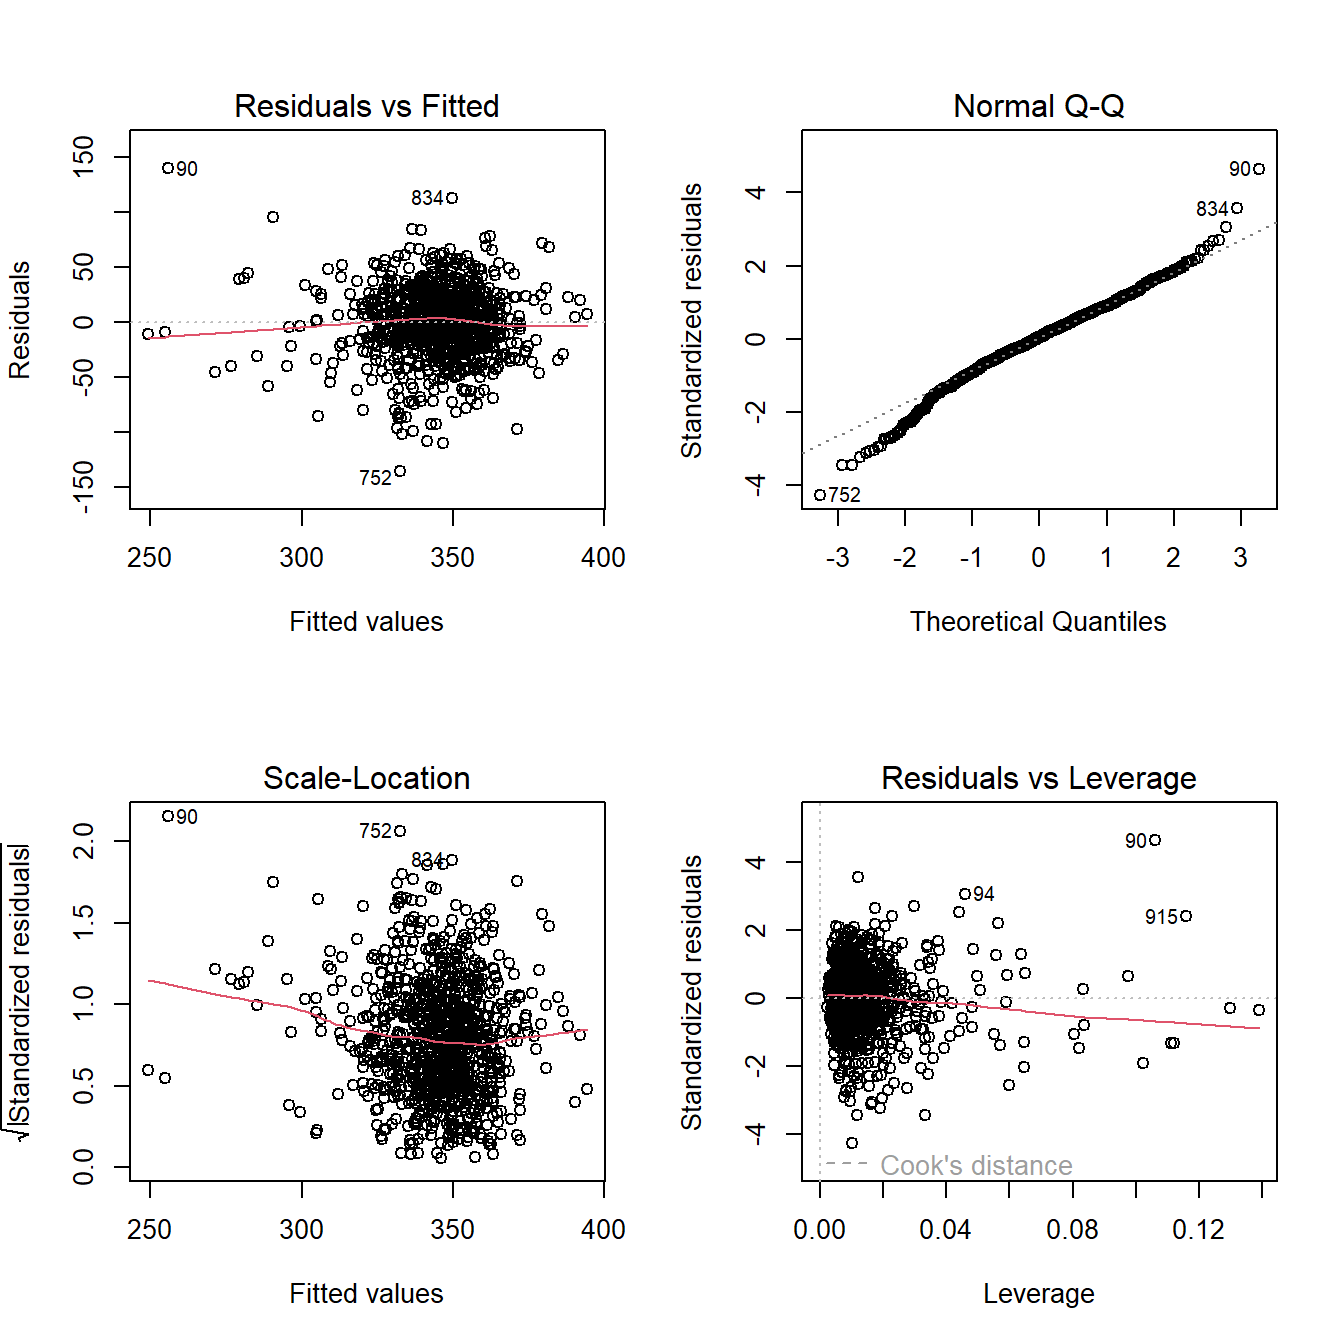 Residuals vs Fitted
Residuals
150
50
0
-50
-150
90
834
752
250 300 350 400
Fitted values
Normal Q-Q
Standardized residuals
4
2
0
-2
-4
90
834
752
-3 -2 -1 0 1 2 3
Theoretical Quantiles
Scale-Location
√|Standardized residuals|
2.0
1.5
1.0
0.5
0.0
90
752
834
250 300 350 400
Fitted values
Residuals vs Leverage
Standardized residuals
4
2
0
-2
-4
90
94
915
Cook's distance
0.00 0.04 0.08 0.12
Leverage